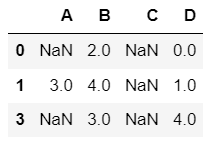 A B C D
0 NaN 2.0 NaN 0.0
1 3.0 4.0 NaN 1.0
3 NaN 3.0 NaN 4.0